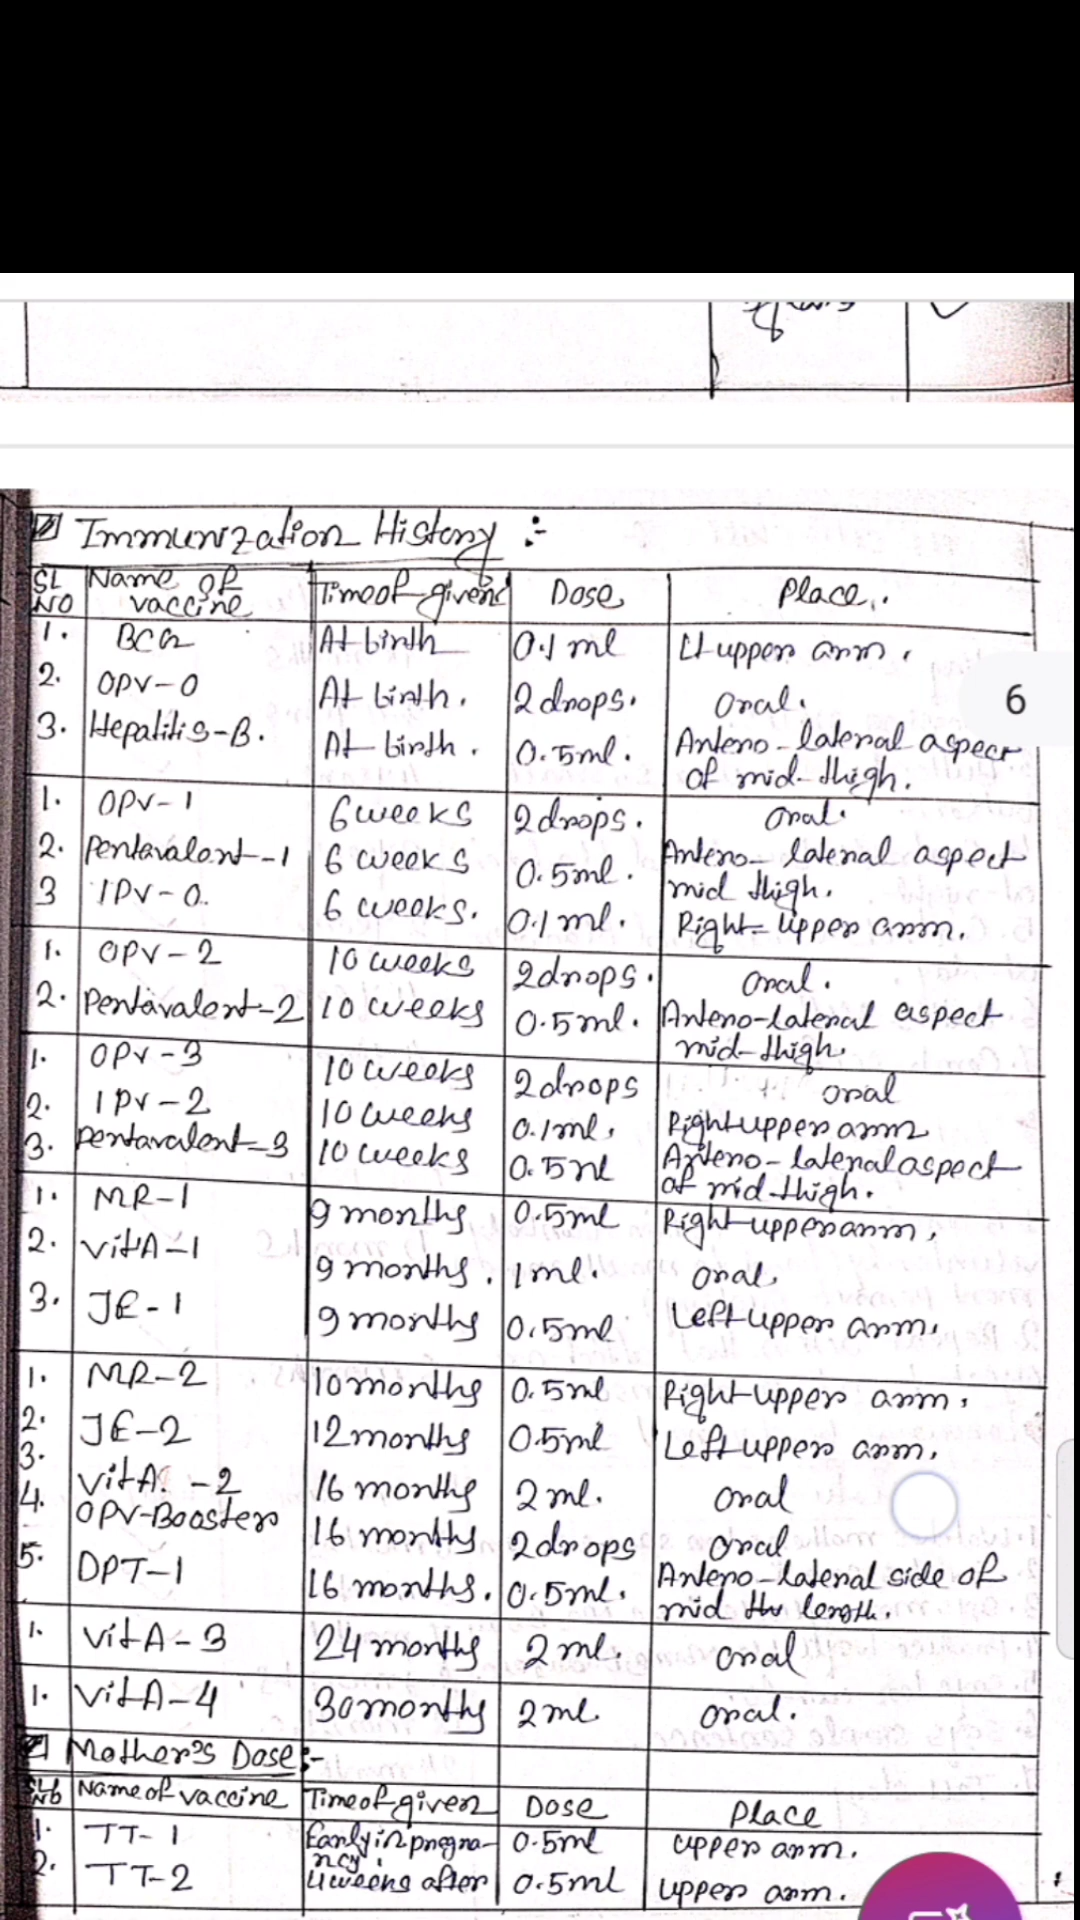 Immunization History :-
SL NO | Name of vaccine | Time of given | Dose | Place.
1. BCG | At birth | 0.1 ml | Lt upper arm.
2. OPV-0 | At birth. | 2 drops. | Oral.
6
3. Hepatitis-B. | At birth. | 0.5ml. | Antero-lateral aspect
of mid-thigh.
1. OPV-1 | 6 weeks | 2 drops. | Oral.
2. Pentavalent-1 | 6 weeks | 0.5ml. | Antero-lateral aspect
mid thigh.
3 IPV-0. | 6 weeks. | 0.1 ml. | Right-upper arm.
1. OPV-2 | 10 weeks | 2 drops. | Oral.
2. Pentavalent-2 | 10 weeks | 0.5ml. | Antero-lateral aspect
mid-thigh.
1. OPV-3 | 10 weeks | 2 drops | Oral
2. IPV-2 | 10 weeks | 0.1ml. | Right upper arm
3. Pentavalent-3 | 10 weeks | 0.5ml | Antero-lateral aspect
of mid-thigh.
1. MR-1 | 9 months | 0.5ml | Right upper arm.
2. VitA-1 | 9 months. | 1 ml. | Oral.
3. JE-1 | 9 months | 0.5ml | Left upper arm.
1. MR-2 | 10 months | 0.5ml | Right upper arm.
2. JE-2 | 12 months | 0.5ml | Left upper arm.
3. VitA-2 | 16 months | 2 ml. | Oral
4. OPV-Booster | 16 months | 2 drops | Oral
5. DPT-1 | 16 months. | 0.5ml. | Antero-lateral side of
mid length.
1. VitA-3 | 24 months | 2 ml. | Oral
1. VitA-4 | 30 months | 2 ml. | Oral.
Mother's Dose:-
SL No | Name of vaccine | Time of given | Dose | Place
1. TT-1 | Early in pregnancy. | 0.5ml | Upper arm.
2. TT-2 | 4 weeks after | 0.5ml | Upper arm.